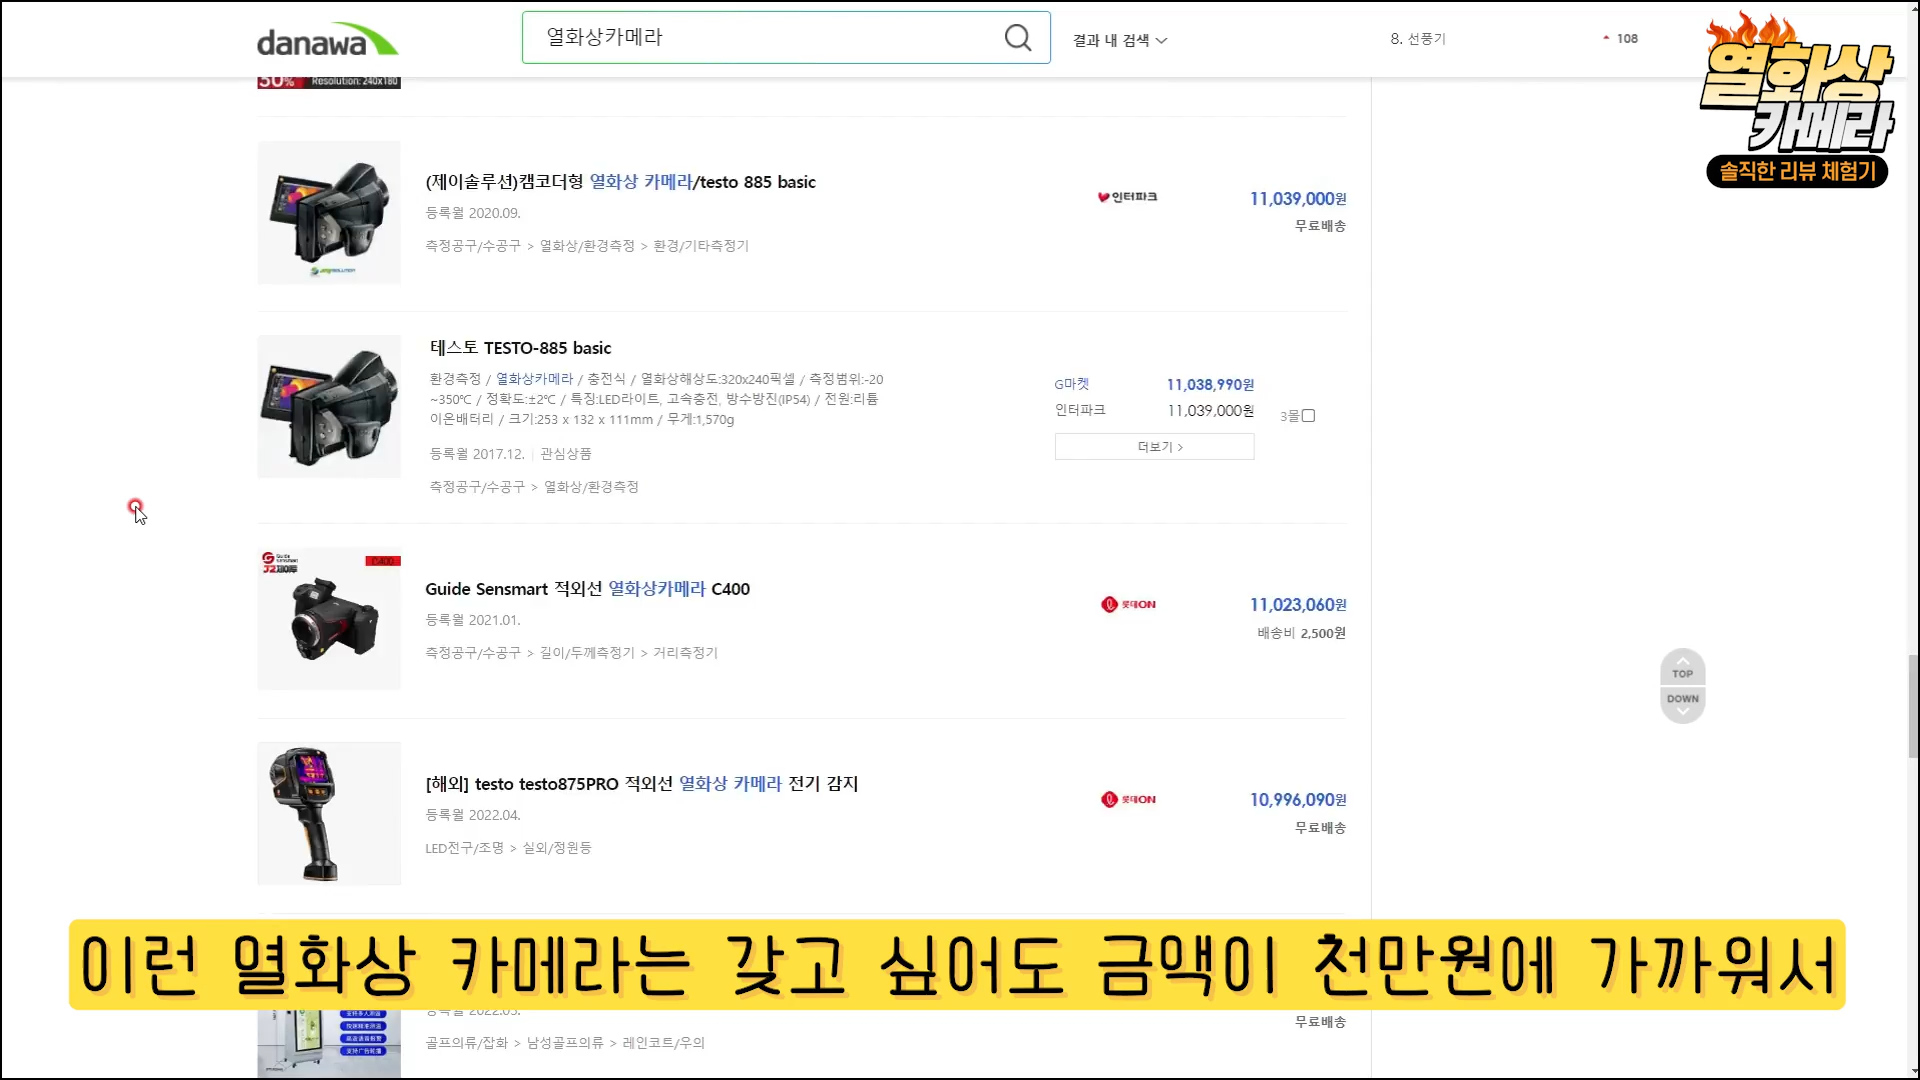 danawa
열화상카메라
결과 내 검색
8. 선풍기
108
열화상
카메라
솔직한 리뷰 체험기
50%
Resolution: 240x180
(제이솔루션)캠코더형 열화상 카메라/testo 885 basic
등록월 2020.09.
측정공구/수공구 > 열화상/환경측정 > 환경/기타측정기
인터파크
11,039,000원
무료배송
테스토 TESTO-885 basic
환경측정 / 열화상카메라 / 충전식 / 열화상해상도:320x240픽셀 / 측정범위:-20
~350℃ / 정확도:±2℃ / 특징:LED라이트, 고속충전, 방수방진(IP54) / 전원:리튬
이온배터리 / 크기:253 x 132 x 111mm / 무게:1,570g
등록월 2017.12. | 관심상품
측정공구/수공구 > 열화상/환경측정
G마켓 11,038,990원
인터파크 11,039,000원
3몰
더보기 >
Guide
Sensmart
J2제이투
C400
Guide Sensmart 적외선 열화상카메라 C400
등록월 2021.01.
측정공구/수공구 > 길이/두께측정기 > 거리측정기
롯데ON
11,023,060원
배송비 2,500원
TOP
DOWN
[해외] testo testo875PRO 적외선 열화상 카메라 전기 감지
등록월 2022.04.
LED전구/조명 > 실외/정원등
롯데ON
10,996,090원
무료배송
이런 열화상 카메라는 갖고 싶어도 금액이 천만원에 가까워서
등록월 2022.05.
무료배송
골프의류/잡화 > 남성골프의류 > 레인코트/우의